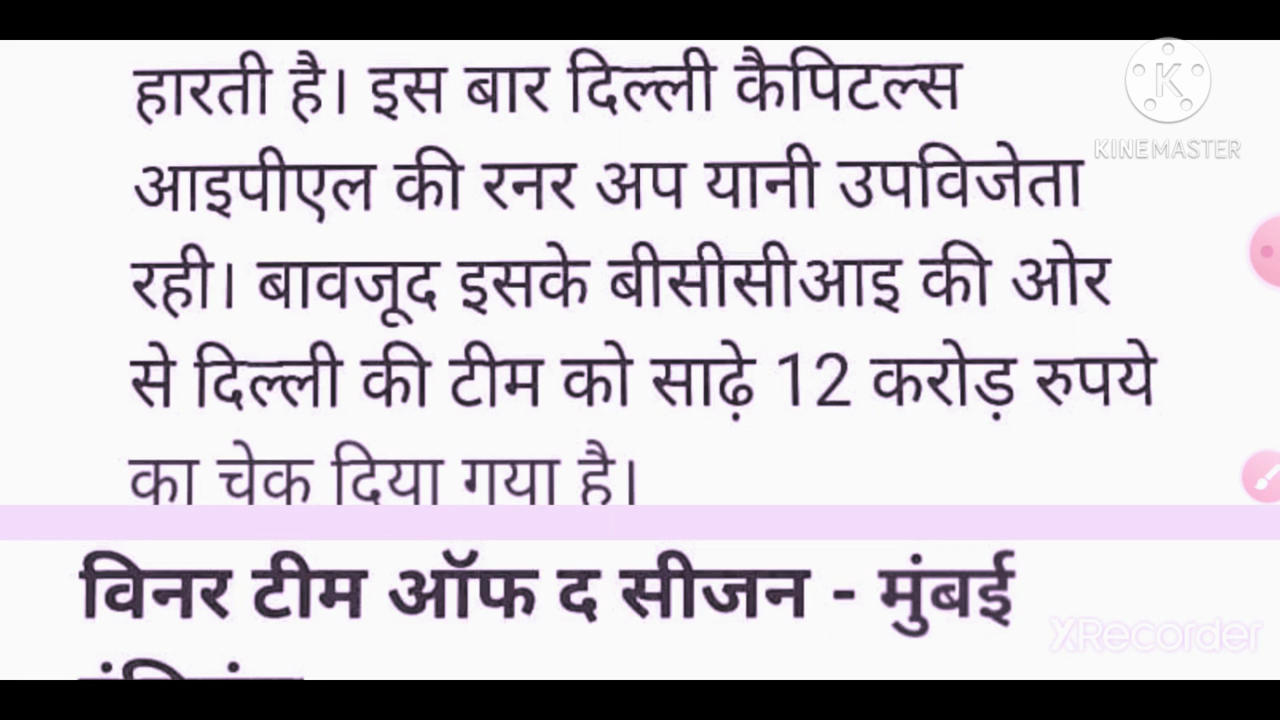 हारती है। इस बार दिल्ली कैपिटल्स
आइपीएल की रनर अप यानी उपविजेता
रही। बावजूद इसके बीसीसीआइ की ओर
से दिल्ली की टीम को साढ़े 12 करोड़ रुपये
का चेक दिया गया है।
विनर टीम ऑफ द सीजन - मुंबई
K
KINEMASTER
XRecorder